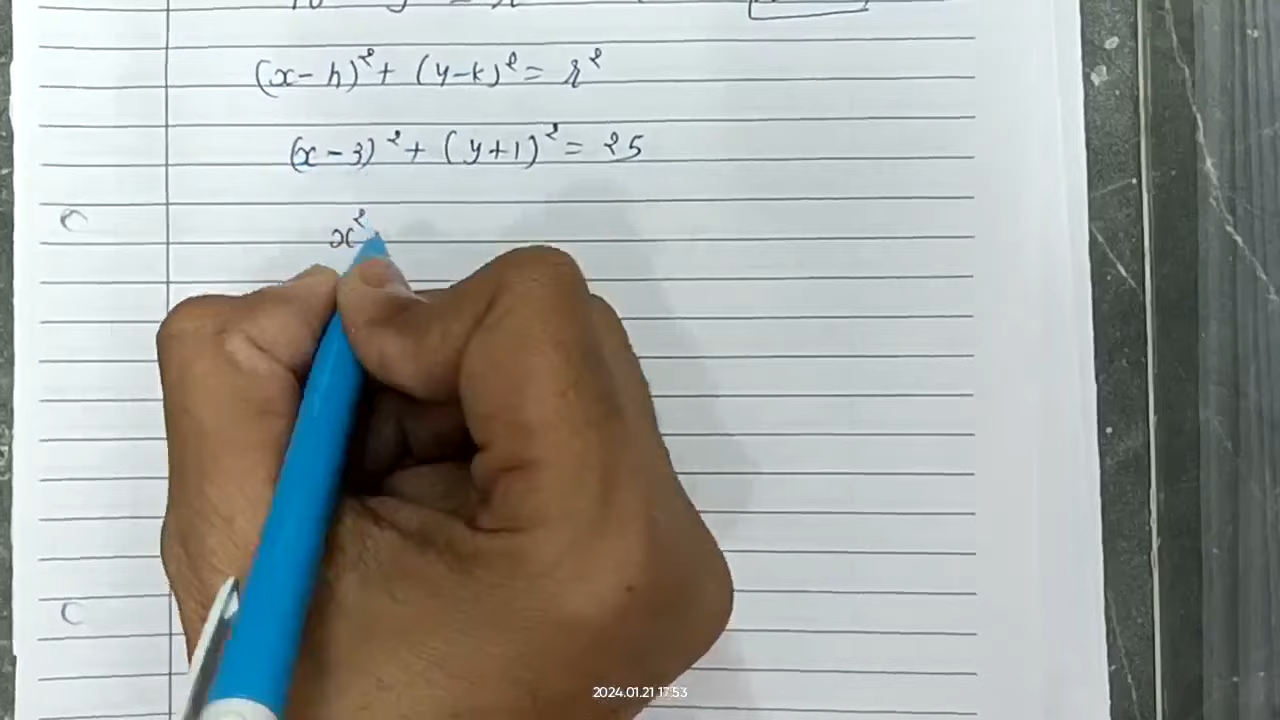 (x-h)² + (y-k)² = r²
(x-3)² + (y+1)² = 25
x²
2024.01.21 17:53